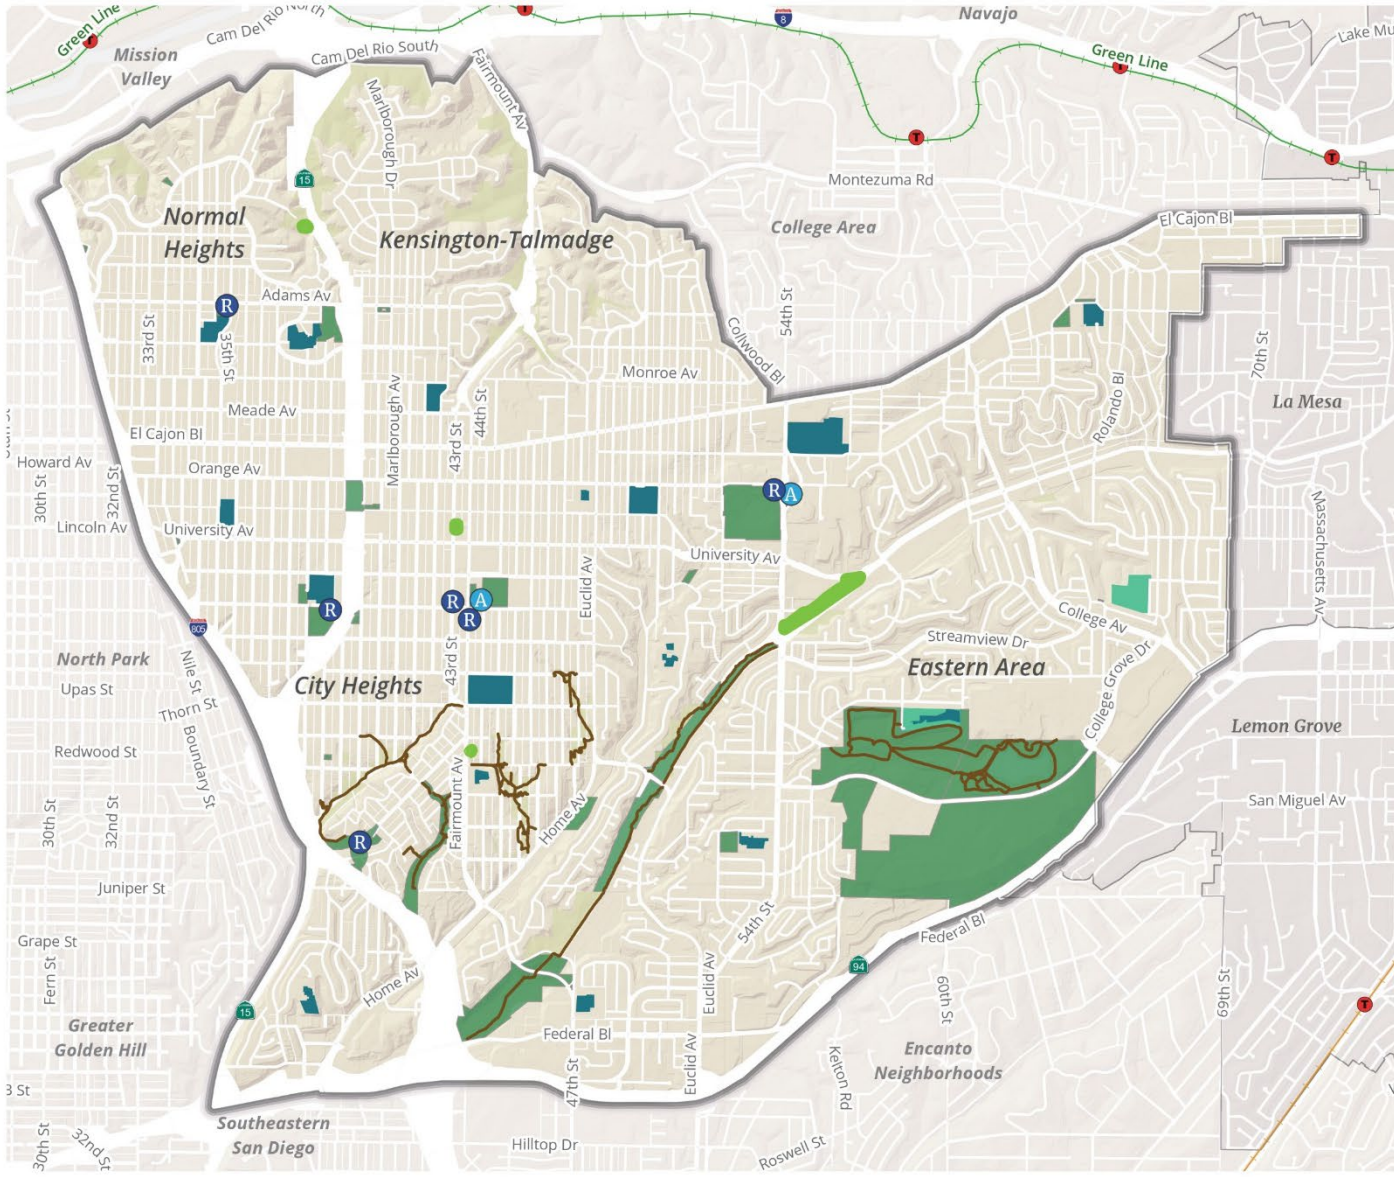 Navajo
Green Line
Cam Del Rio North
8
Lake Mu
Mission
Valley
Cam Del Rio South
Fairmount Av
Green Line
T
T
T
T
T
Marlborough Dr
15
Montezuma Rd
Normal
Heights
Kensington-Talmadge
College Area
El Cajon Bl
Adams Av
R
33rd St
35th St
54th St
Collwood Bl
70th St
Monroe Av
Marlborough Av
44th St
Meade Av
La Mesa
Rolando Bl
El Cajon Bl
43rd St
Howard Av
Orange Av
30th St
32nd St
R
A
Lincoln Av
University Av
University Av
Massachusetts Av
Euclid Av
R
R
A
R
College Av
805
Streamview Dr
North Park
Nile St
43rd St
Eastern Area
City Heights
College Grove Dr
Upas St
Thorn St
Lemon Grove
Redwood St
Boundary St
30th St
32nd St
Fairmount Av
Home Av
San Miguel Av
R
Juniper St
54th St
Federal Bl
Grape St
Fern St
Home Av
Euclid Av
94
60th St
69th St
15
T
Greater
Golden Hill
Federal Bl
Euclid Av
Kelton Rd
Encanto
Neighborhoods
47th St
B St
Southeastern
San Diego
30th St
32nd St
Hilltop Dr
Roswell St